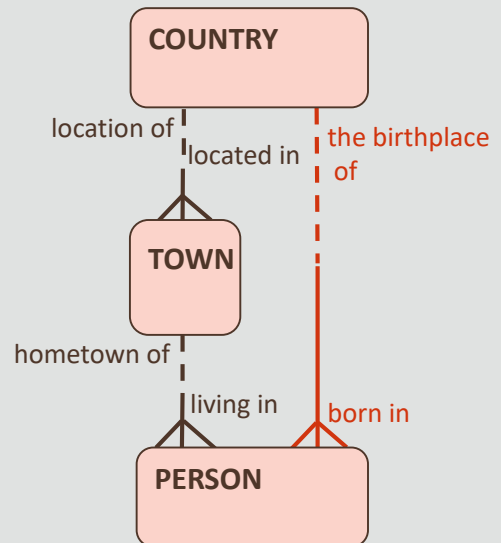 COUNTRY
location of
located in
the birthplace
of
TOWN
hometown of
living in
born in
PERSON